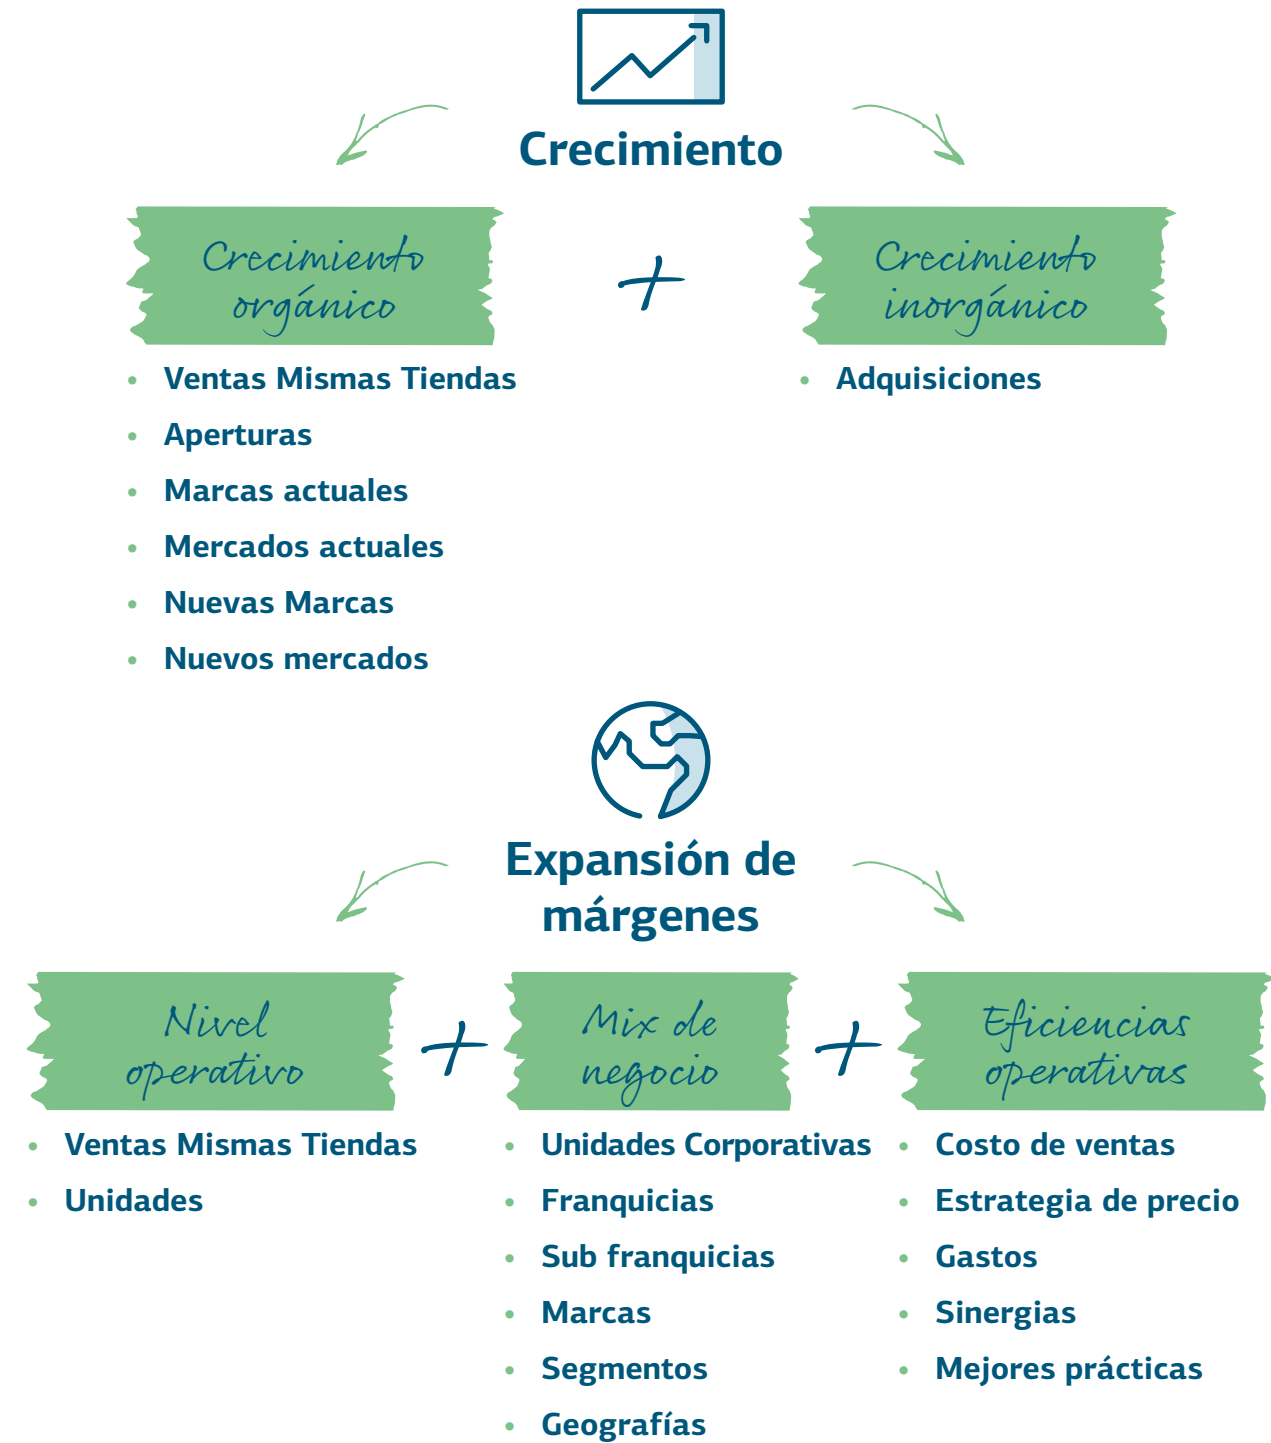 Crecimiento
Crecimiento
orgánico
+
Crecimiento
inorgánico
• Ventas Mismas Tiendas
• Aperturas
• Marcas actuales
• Mercados actuales
• Nuevas Marcas
• Nuevos mercados
• Adquisiciones
Expansión de
márgenes
Nivel
operativo
+
Mix de
negocio
+
Eficiencias
operativas
• Ventas Mismas Tiendas
• Unidades
• Unidades Corporativas
• Franquicias
• Sub franquicias
• Marcas
• Segmentos
• Geografías
• Costo de ventas
• Estrategia de precio
• Gastos
• Sinergias
• Mejores prácticas